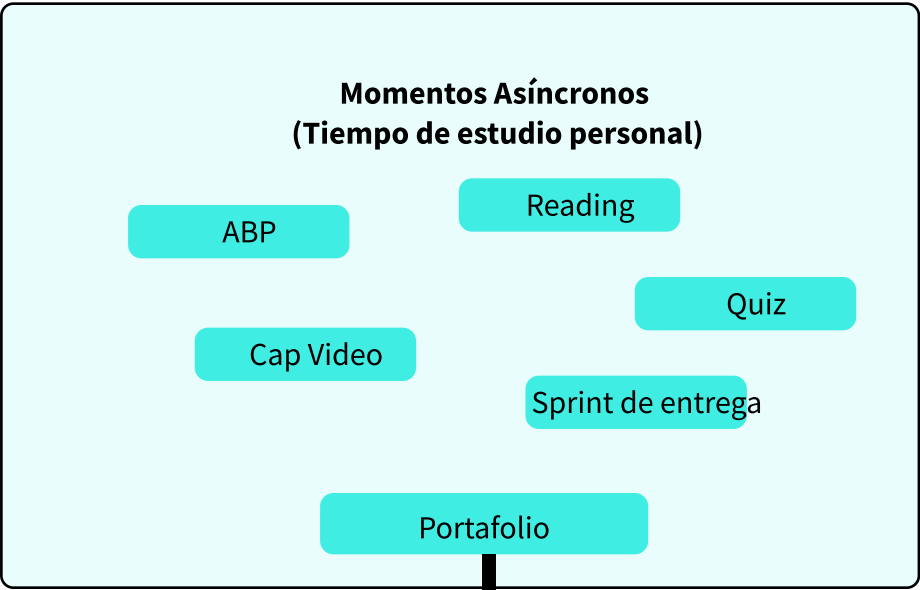 Momentos Asíncronos
(Tiempo de estudio personal)
Reading
ABP
Quiz
Cap Video
Sprint de entrega
Portafolio